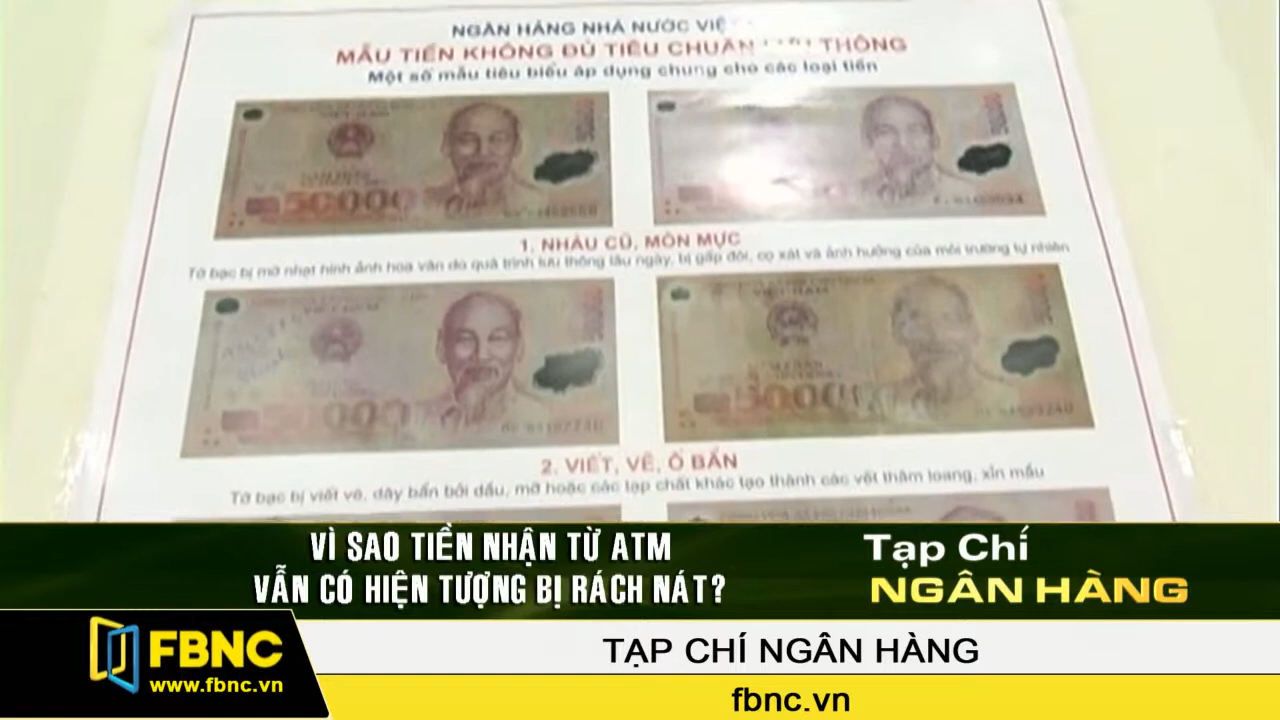 NGÂN HÀNG NHÀ NƯỚC
MẪU TIỀN KHÔNG ĐỦ TIÊU CHUẨN THÔNG
Một số mẫu tiêu biểu áp dụng chung cho các loại tiền
50000
1. NHÀU CŨ, MÒN MỰC
Tờ bạc bị mờ nhạt hình ảnh hoa văn do quá trình lưu thông lâu ngày, bị gấp đôi, cọ xát và ảnh hưởng của môi trường tự nhiên
VIET NAM
2. VIẾT, VẼ, Ố BẨN
Tờ bạc bị viết vẽ, dây bẩn bởi dầu, mỡ hoặc các tạp chất khác tạo thành các vết thâm loang, xỉn mầu
VÌ SAO TIỀN NHẬN TỪ ATM
VẪN CÓ HIỆN TƯỢNG BỊ RÁCH NÁT?
Tạp Chí
NGÂN HÀNG
FBNC
www.fbnc.vn
TẠP CHÍ NGÂN HÀNG
fbnc.vn